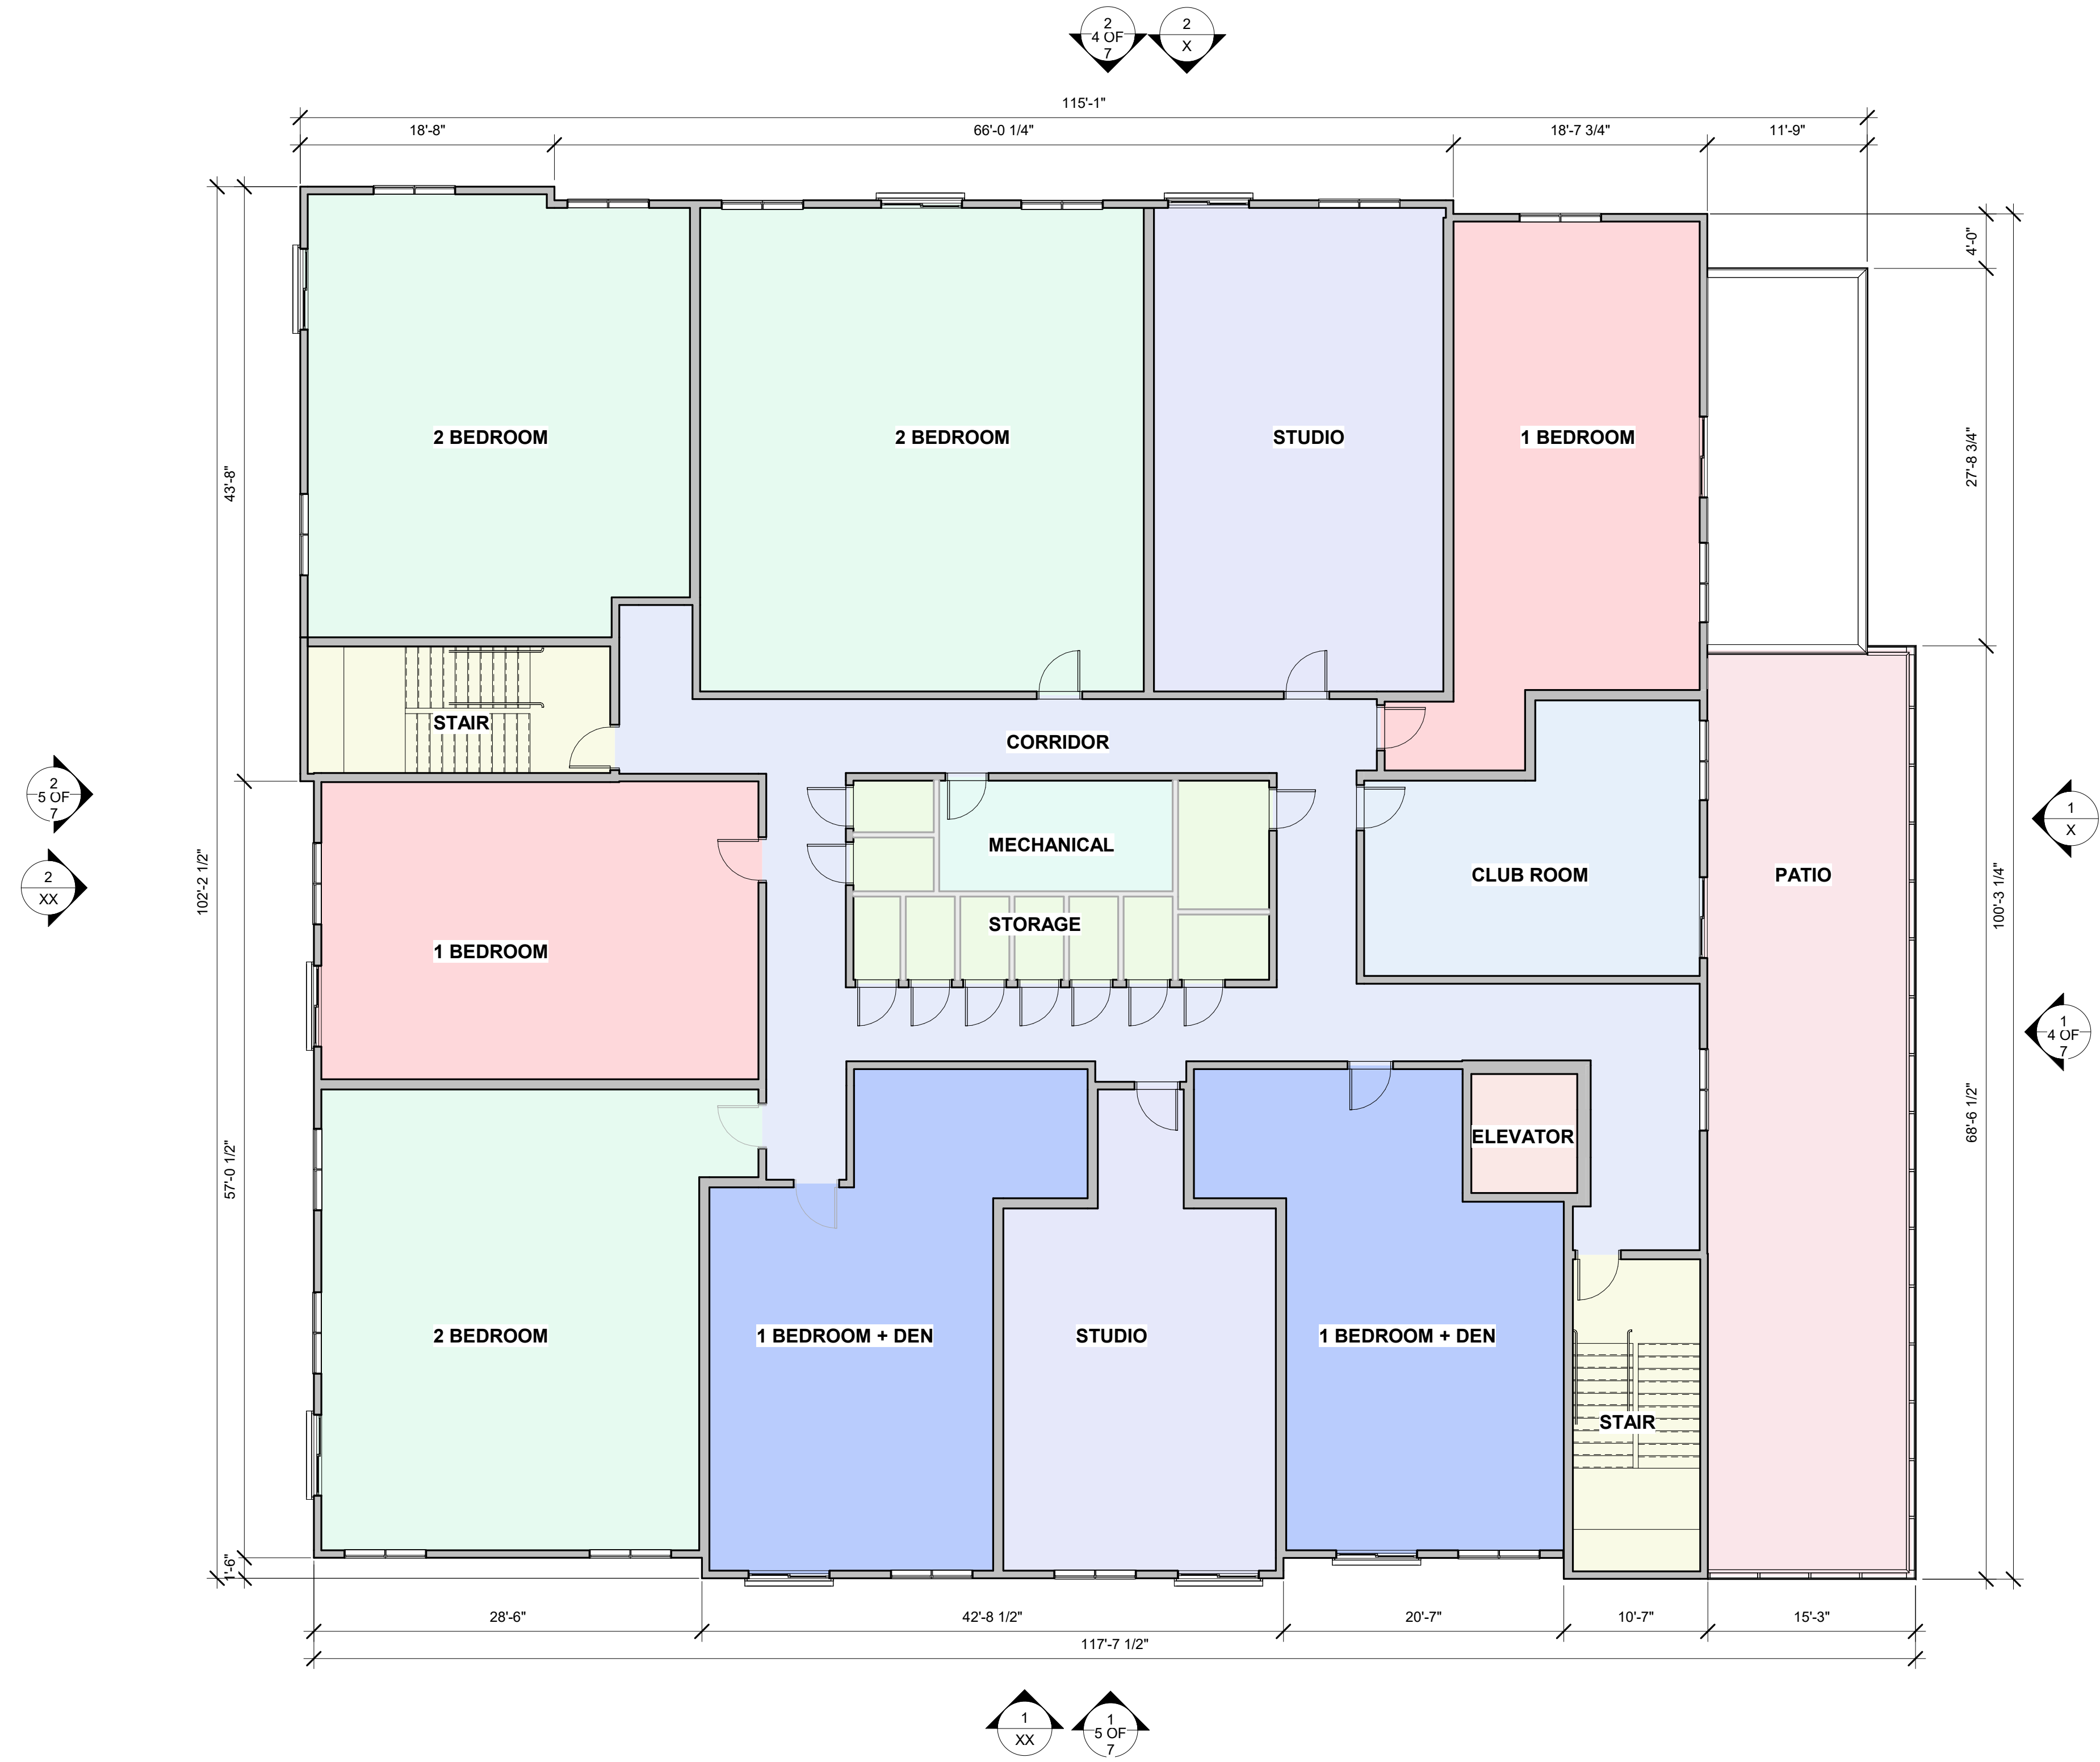 2
4 OF
7
2
X
115'-1"
18'-8"
66'-0 1/4"
18'-7 3/4"
11'-9"
4'-0"
43'-8"
27'-8 3/4"
2 BEDROOM
2 BEDROOM
STUDIO
1 BEDROOM
STAIR
CORRIDOR
2
5 OF
7
2
XX
102'-2 1/2"
MECHANICAL
STORAGE
CLUB ROOM
PATIO
100'-3 1/4"
1
X
1 BEDROOM
1
4 OF
7
57'-0 1/2"
ELEVATOR
68'-6 1/2"
2 BEDROOM
1 BEDROOM + DEN
STUDIO
1 BEDROOM + DEN
STAIR
1'-6"
28'-6"
42'-8 1/2"
20'-7"
10'-7"
15'-3"
117'-7 1/2"
1
XX
1
5 OF
7